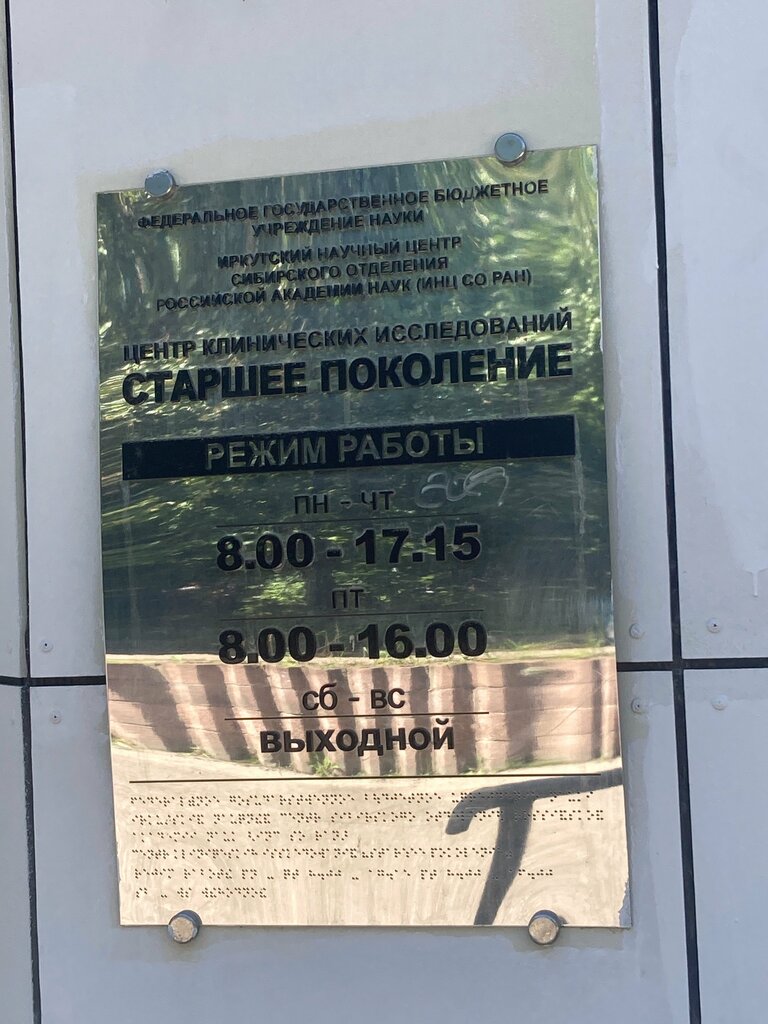 ФЕДЕРАЛЬНОЕ ГОСУДАРСТВЕННОЕ БЮДЖЕТНОЕ
УЧРЕЖДЕНИЕ НАУКИ
ИРКУТСКИЙ НАУЧНЫЙ ЦЕНТР
СИБИРСКОГО ОТДЕЛЕНИЯ
РОССИЙСКОЙ АКАДЕМИИ НАУК (ИНЦ СО РАН)
ЦЕНТР КЛИНИЧЕСКИХ ИССЛЕДОВАНИЙ
СТАРШЕЕ ПОКОЛЕНИЕ
РЕЖИМ РАБОТЫ
ПН - ЧТ
8.00 - 17.15
ПТ
8.00 - 16.00
сб - вс
ВЫХОДНОЙ